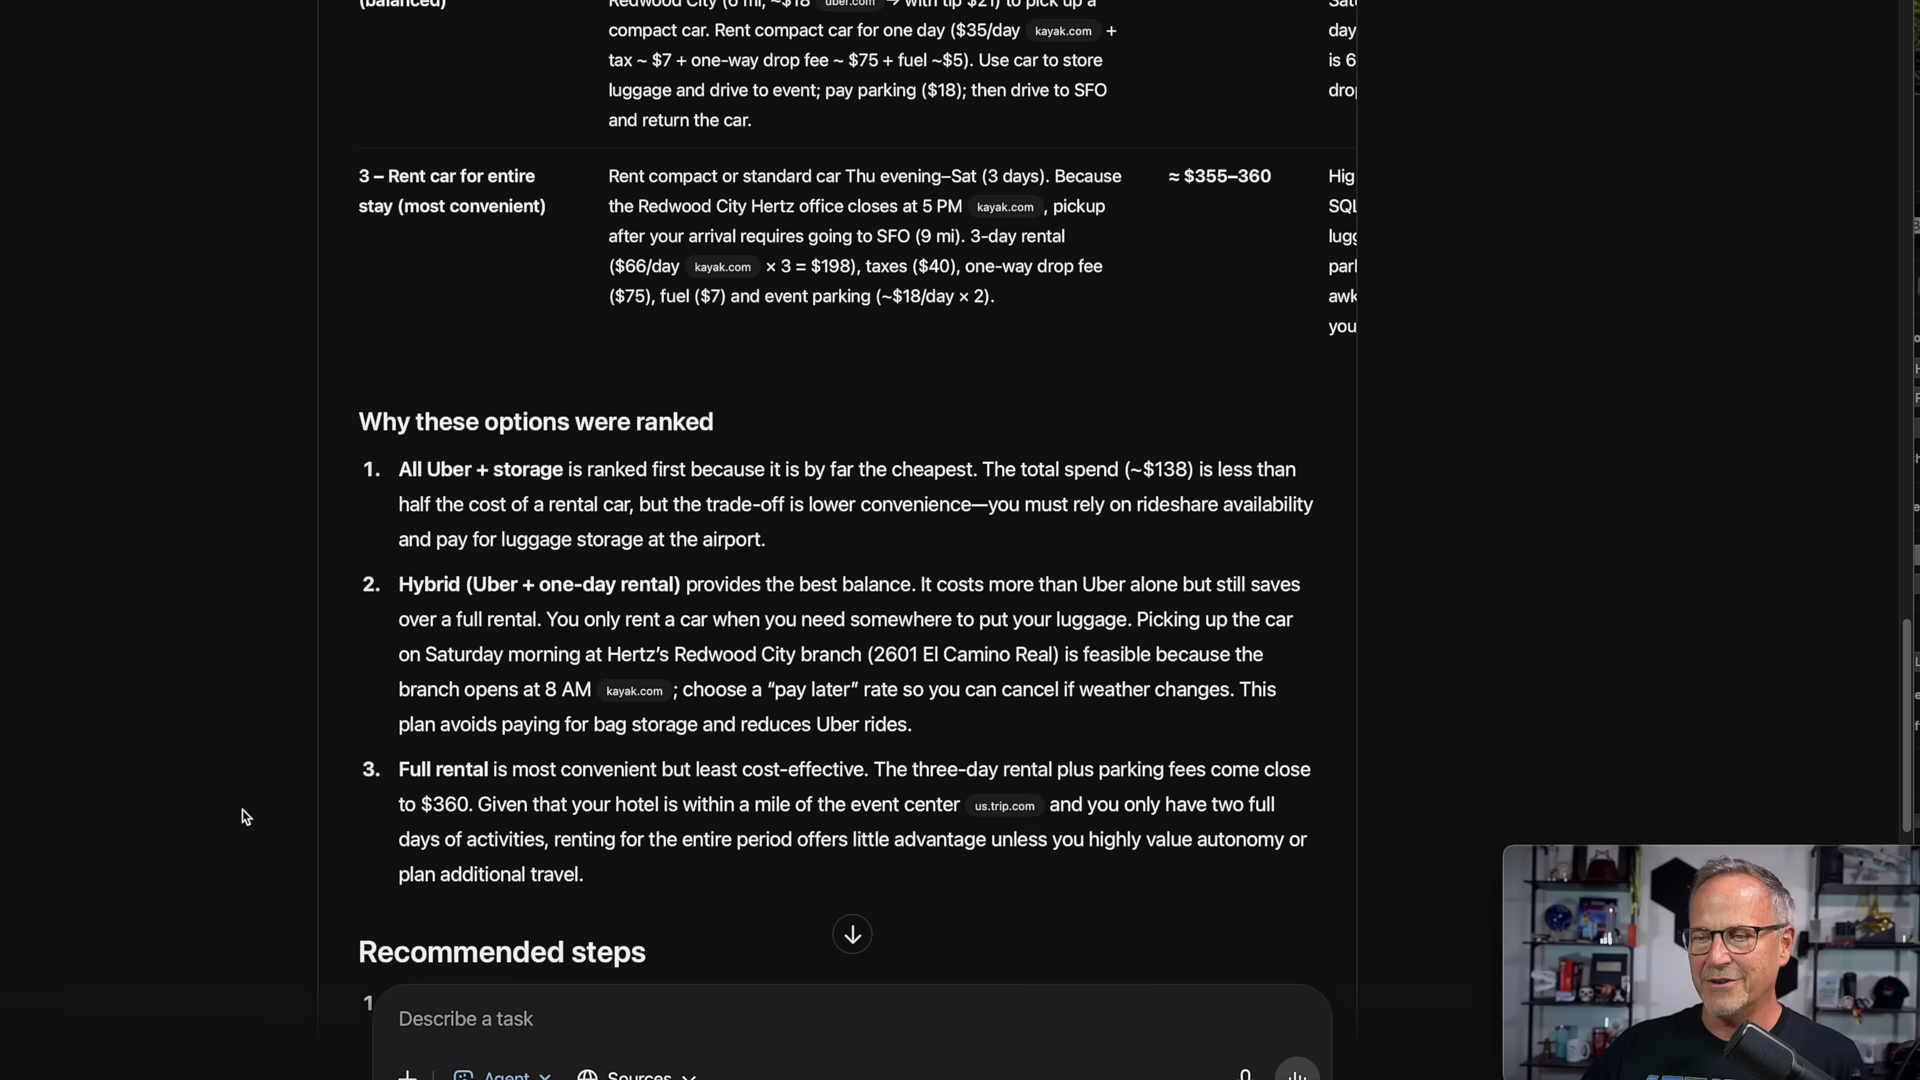 (balanced)
Redwood City (6 mi, ~$18 uber.com → with tip $21) to pick up a
compact car. Rent compact car for one day ($35/day kayak.com +
day
tax ~ $7 + one-way drop fee ~ $75 + fuel ~$5). Use car to store
is 6
luggage and drive to event; pay parking ($18); then drive to SFO
and return the car.
3 – Rent car for entire
stay (most convenient)
Rent compact or standard car Thu evening–Sat (3 days). Because
the Redwood City Hertz office closes at 5 PM kayak.com , pickup
after your arrival requires going to SFO (9 mi). 3-day rental
($66/day kayak.com × 3 = $198), taxes ($40), one-way drop fee
($75), fuel ($7) and event parking (~$18/day × 2).
≈ $355–360
Hig
SQL
lugg
parl
awk
you
Why these options were ranked
1. All Uber + storage is ranked first because it is by far the cheapest. The total spend (~$138) is less than
half the cost of a rental car, but the trade-off is lower convenience—you must rely on rideshare availability
and pay for luggage storage at the airport.
2. Hybrid (Uber + one-day rental) provides the best balance. It costs more than Uber alone but still saves
over a full rental. You only rent a car when you need somewhere to put your luggage. Picking up the car
on Saturday morning at Hertz’s Redwood City branch (2601 El Camino Real) is feasible because the
branch opens at 8 AM kayak.com ; choose a “pay later” rate so you can cancel if weather changes. This
plan avoids paying for bag storage and reduces Uber rides.
3. Full rental is most convenient but least cost-effective. The three-day rental plus parking fees come close
to $360. Given that your hotel is within a mile of the event center us.trip.com and you only have two full
days of activities, renting for the entire period offers little advantage unless you highly value autonomy or
plan additional travel.
Recommended steps
1
Describe a task
Agent
Sources